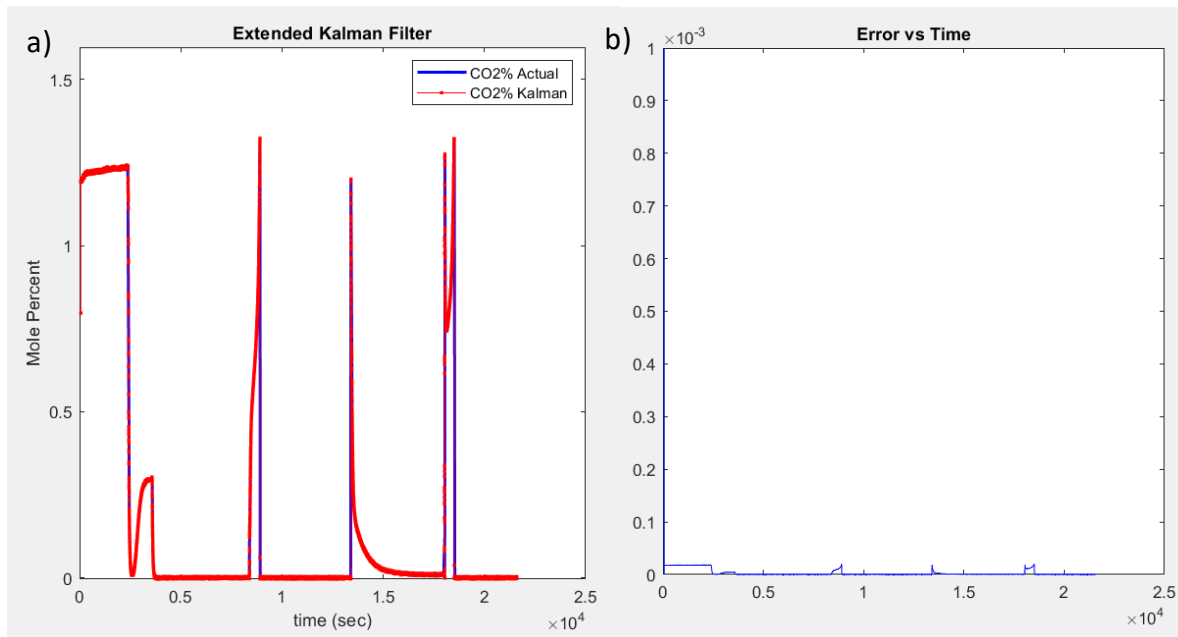 a)
Extended Kalman Filter
CO2% Actual
CO2% Kalman
1.5
1
0.5
0
Mole Percent
0 0.5 1 1.5 2 2.5
time (sec)
×10^4
b)
×10^-3
Error vs Time
1
0.9
0.8
0.7
0.6
0.5
0.4
0.3
0.2
0.1
0
0 0.5 1 1.5 2 2.5
×10^4